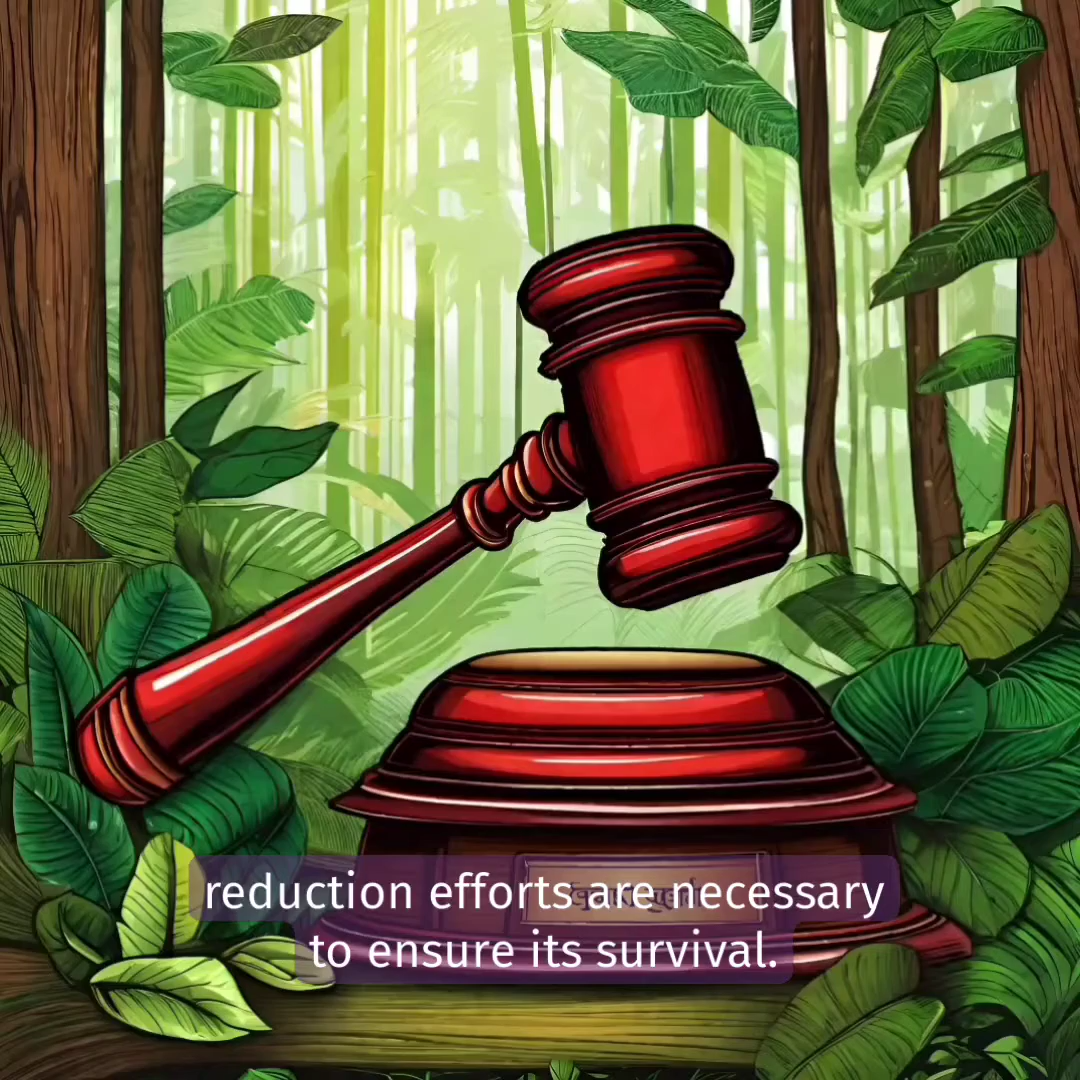 reduction efforts are necessary
to ensure its survival.